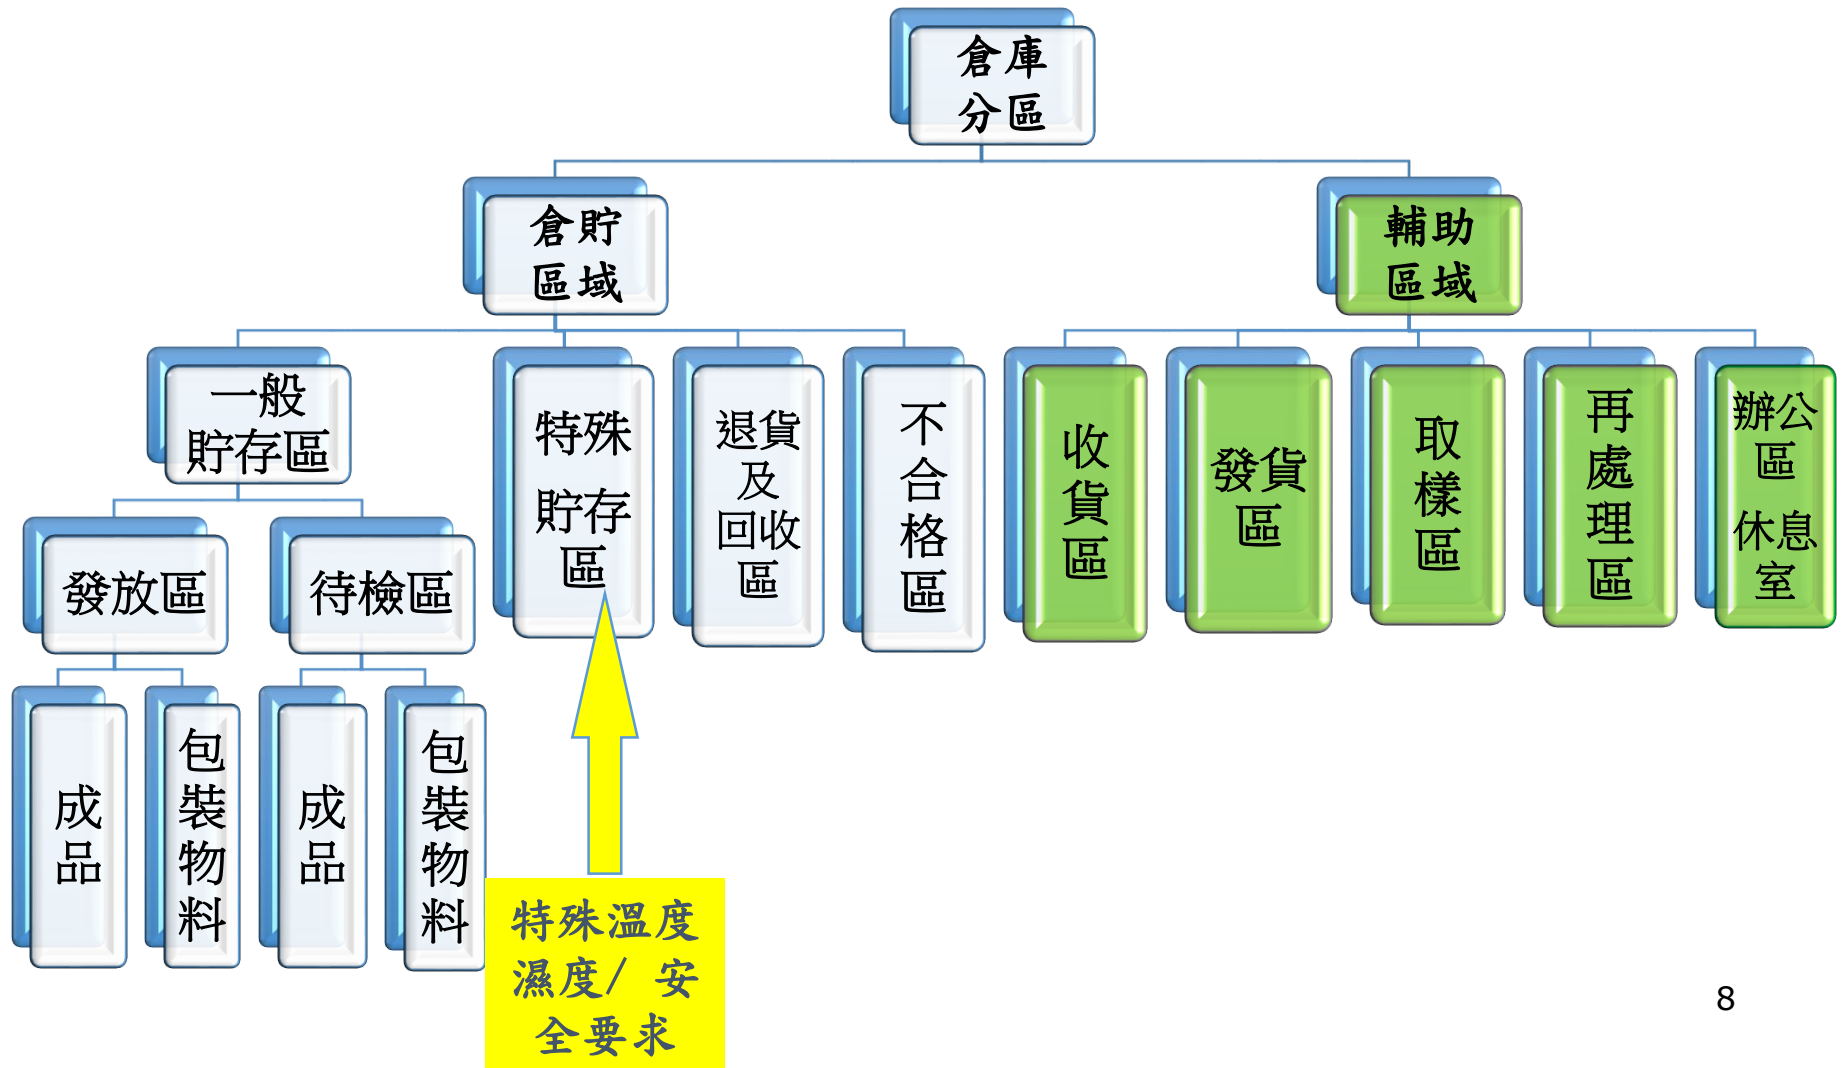 倉庫
分區
倉貯
區域
輔助
區域
一般
貯存區
特殊
貯存
區
退貨
及
回收
區
不
合
格
區
收
貨
區
發貨
區
取
樣
區
再
處
理
區
辦公
區
休息
室
發放區
待檢區
成
品
包
裝
物
料
成
品
包
裝
物
料
特殊溫度
濕度/ 安
全要求
8